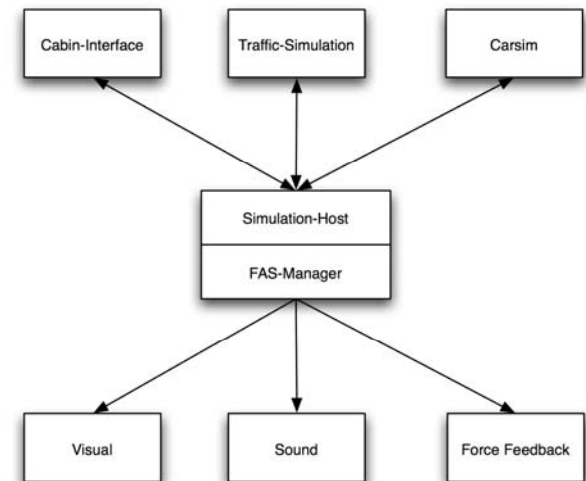 Cabin-Interface
Traffic-Simulation
Carsim
Simulation-Host
FAS-Manager
Visual
Sound
Force Feedback